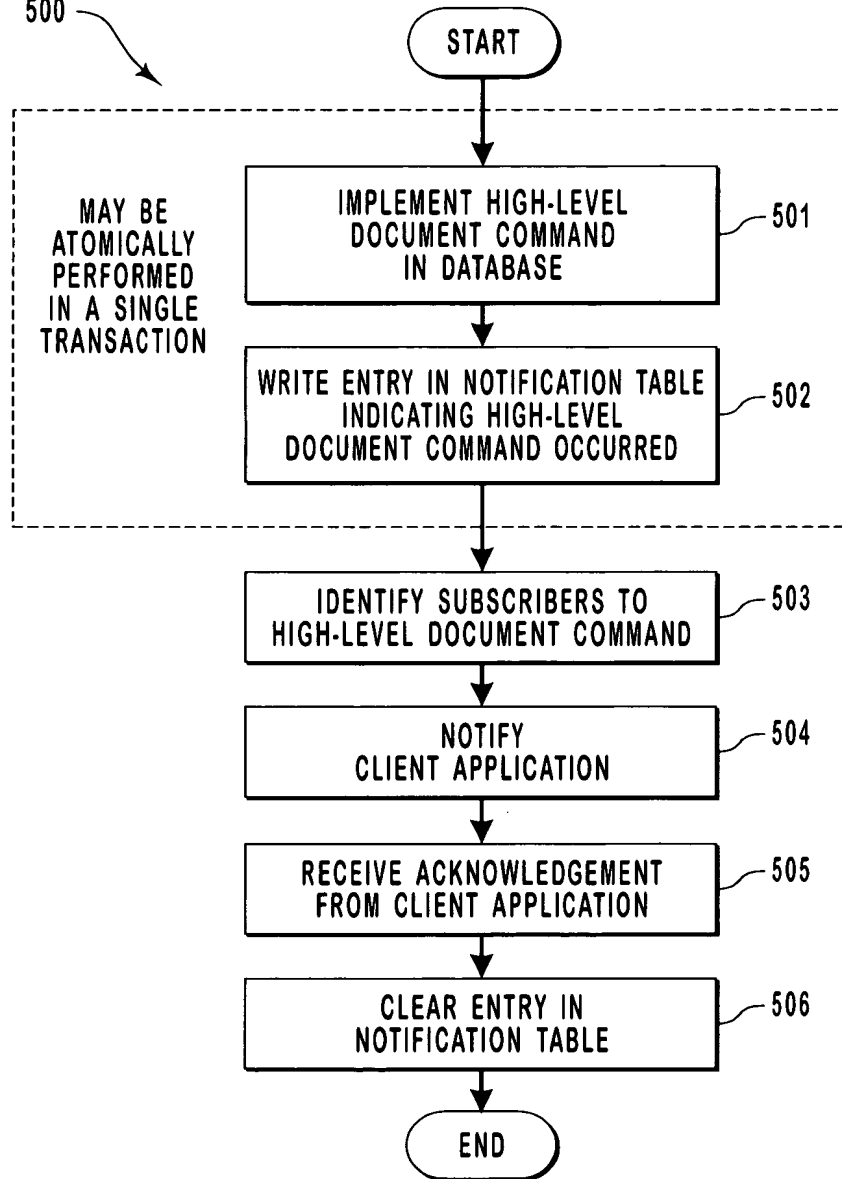 500
START
MAY BE
ATOMICALLY
PERFORMED
IN A SINGLE
TRANSACTION
IMPLEMENT HIGH-LEVEL
DOCUMENT COMMAND
IN DATABASE
501
WRITE ENTRY IN NOTIFICATION TABLE
INDICATING HIGH-LEVEL
DOCUMENT COMMAND OCCURRED
502
IDENTIFY SUBSCRIBERS TO
HIGH-LEVEL DOCUMENT COMMAND
503
NOTIFY
CLIENT APPLICATION
504
RECEIVE ACKNOWLEDGEMENT
FROM CLIENT APPLICATION
505
CLEAR ENTRY IN
NOTIFICATION TABLE
506
END